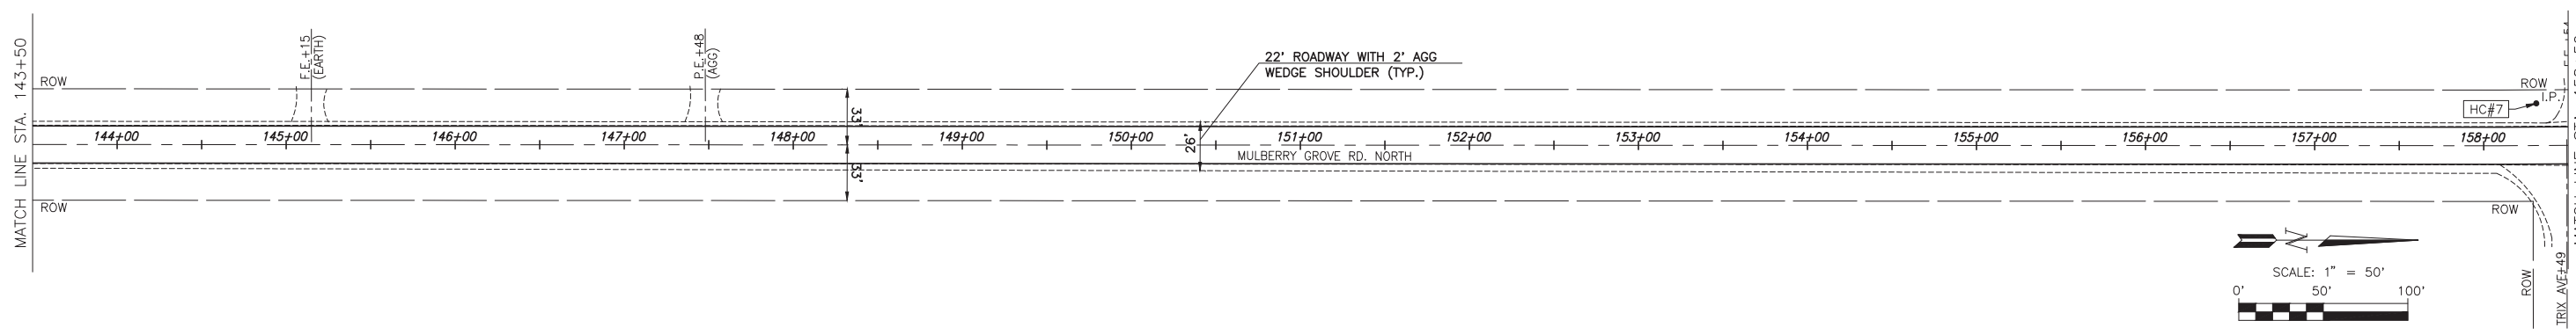 MATCH LINE STA. 143+50
ROW
F.E.+15
(EARTH)
P.E.+48
(AGG)
22' ROADWAY WITH 2' AGG
WEDGE SHOULDER (TYP.)
ROW
I.P.
HC#7
33'
144+00 145+00 146+00 147+00 148+00 149+00 150+00 151+00 152+00 153+00 154+00 155+00 156+00 157+00 158+00
26'
MULBERRY GROVE RD. NORTH
33'
ROW
ROW
N
SCALE: 1" = 50'
0' 50' 100'
ROW
TRIX AVE+49